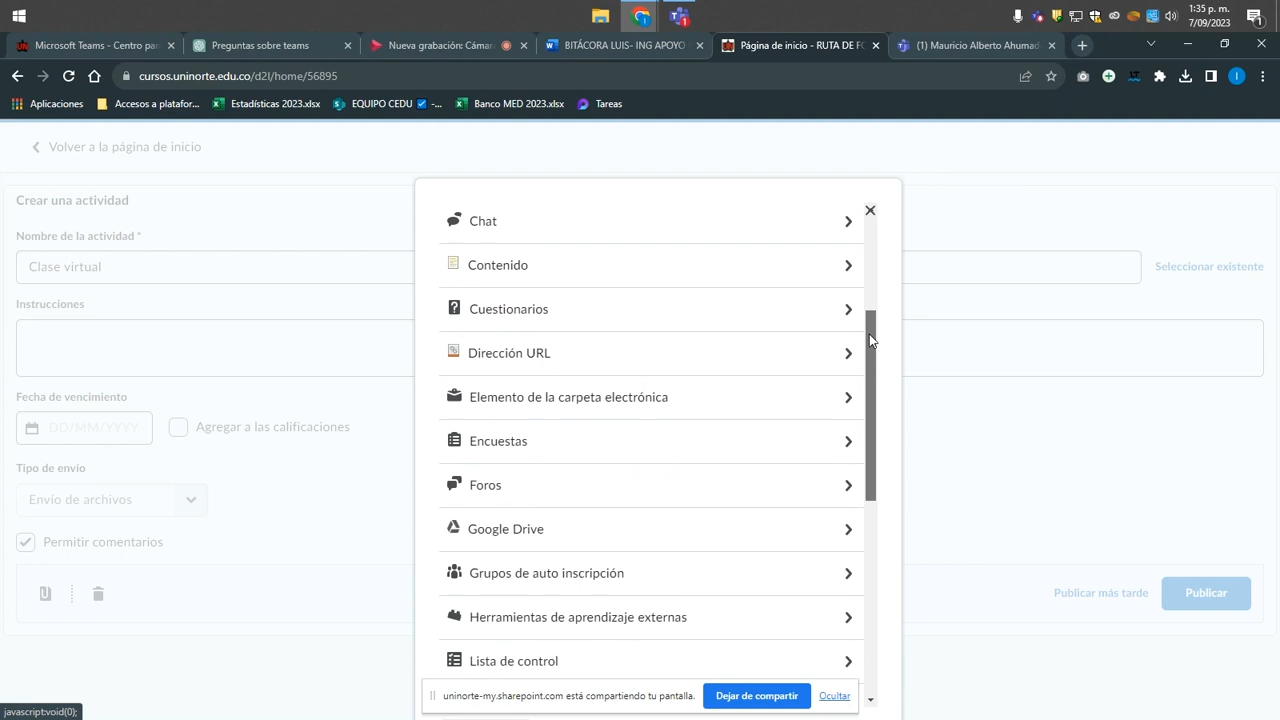 1:35 p. m.
7/09/2023
Microsoft Teams - Centro par
Preguntas sobre teams
Nueva grabación: Cámar
BITÁCORA LUIS- ING APOYO
Página de inicio - RUTA DE FO
(1) Mauricio Alberto Ahumad
cursos.uninorte.edu.co/d2l/home/56895
Aplicaciones
Accesos a platafor...
Estadísticas 2023.xlsx
EQUIPO CEDU -...
Banco MED 2023.xlsx
Tareas
Volver a la página de inicio
Crear una actividad
Nombre de la actividad *
Clase virtual
Seleccionar existente
Instrucciones
Fecha de vencimiento
DD/MM/YYYY
Agregar a las calificaciones
Tipo de envío
Envío de archivos
Permitir comentarios
Publicar más tarde
Publicar
Chat
Contenido
Cuestionarios
Dirección URL
Elemento de la carpeta electrónica
Encuestas
Foros
Google Drive
Grupos de auto inscripción
Herramientas de aprendizaje externas
Lista de control
uninorte-my.sharepoint.com está compartiendo tu pantalla.
Dejar de compartir
Ocultar
javascript:void(0);